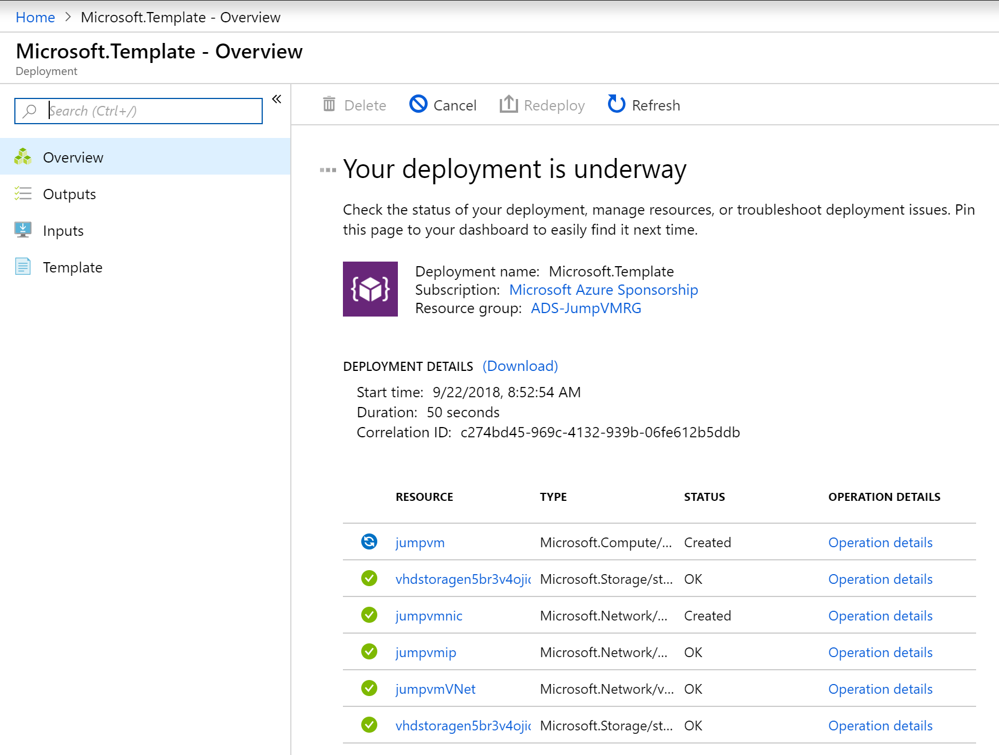 Home > Microsoft.Template - Overview
Microsoft.Template - Overview
Deployment
Search (Ctrl+/)
«
Overview
Outputs
Inputs
Template
Delete Cancel Redeploy Refresh
Your deployment is underway
Check the status of your deployment, manage resources, or troubleshoot deployment issues. Pin
this page to your dashboard to easily find it next time.
Deployment name: Microsoft.Template
Subscription: Microsoft Azure Sponsorship
Resource group: ADS-JumpVMRG
DEPLOYMENT DETAILS (Download)
Start time: 9/22/2018, 8:52:54 AM
Duration: 50 seconds
Correlation ID: c274bd45-969c-4132-939b-06fe612b5ddb
RESOURCE TYPE STATUS OPERATION DETAILS
jumpvm Microsoft.Compute/... Created Operation details
vhdstoragen5br3v4ojic Microsoft.Storage/st... OK Operation details
jumpvmnic Microsoft.Network/... Created Operation details
jumpvmip Microsoft.Network/... OK Operation details
jumpvmVNet Microsoft.Network/v... OK Operation details
vhdstoragen5br3v4ojic Microsoft.Storage/st... OK Operation details